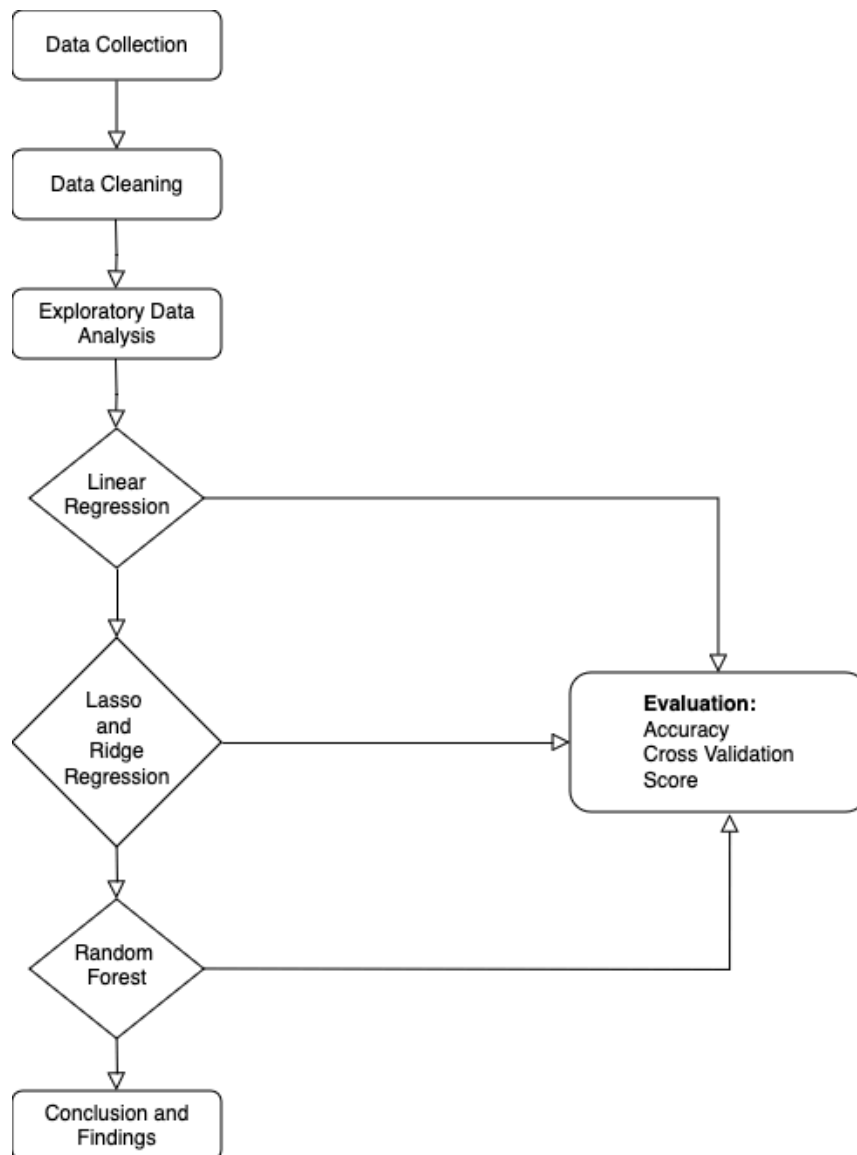 Data Collection
Data Cleaning
Exploratory Data
Analysis
Linear
Regression
Lasso
and
Ridge
Regression
Evaluation:
Accuracy
Cross Validation
Score
Random
Forest
Conclusion and
Findings